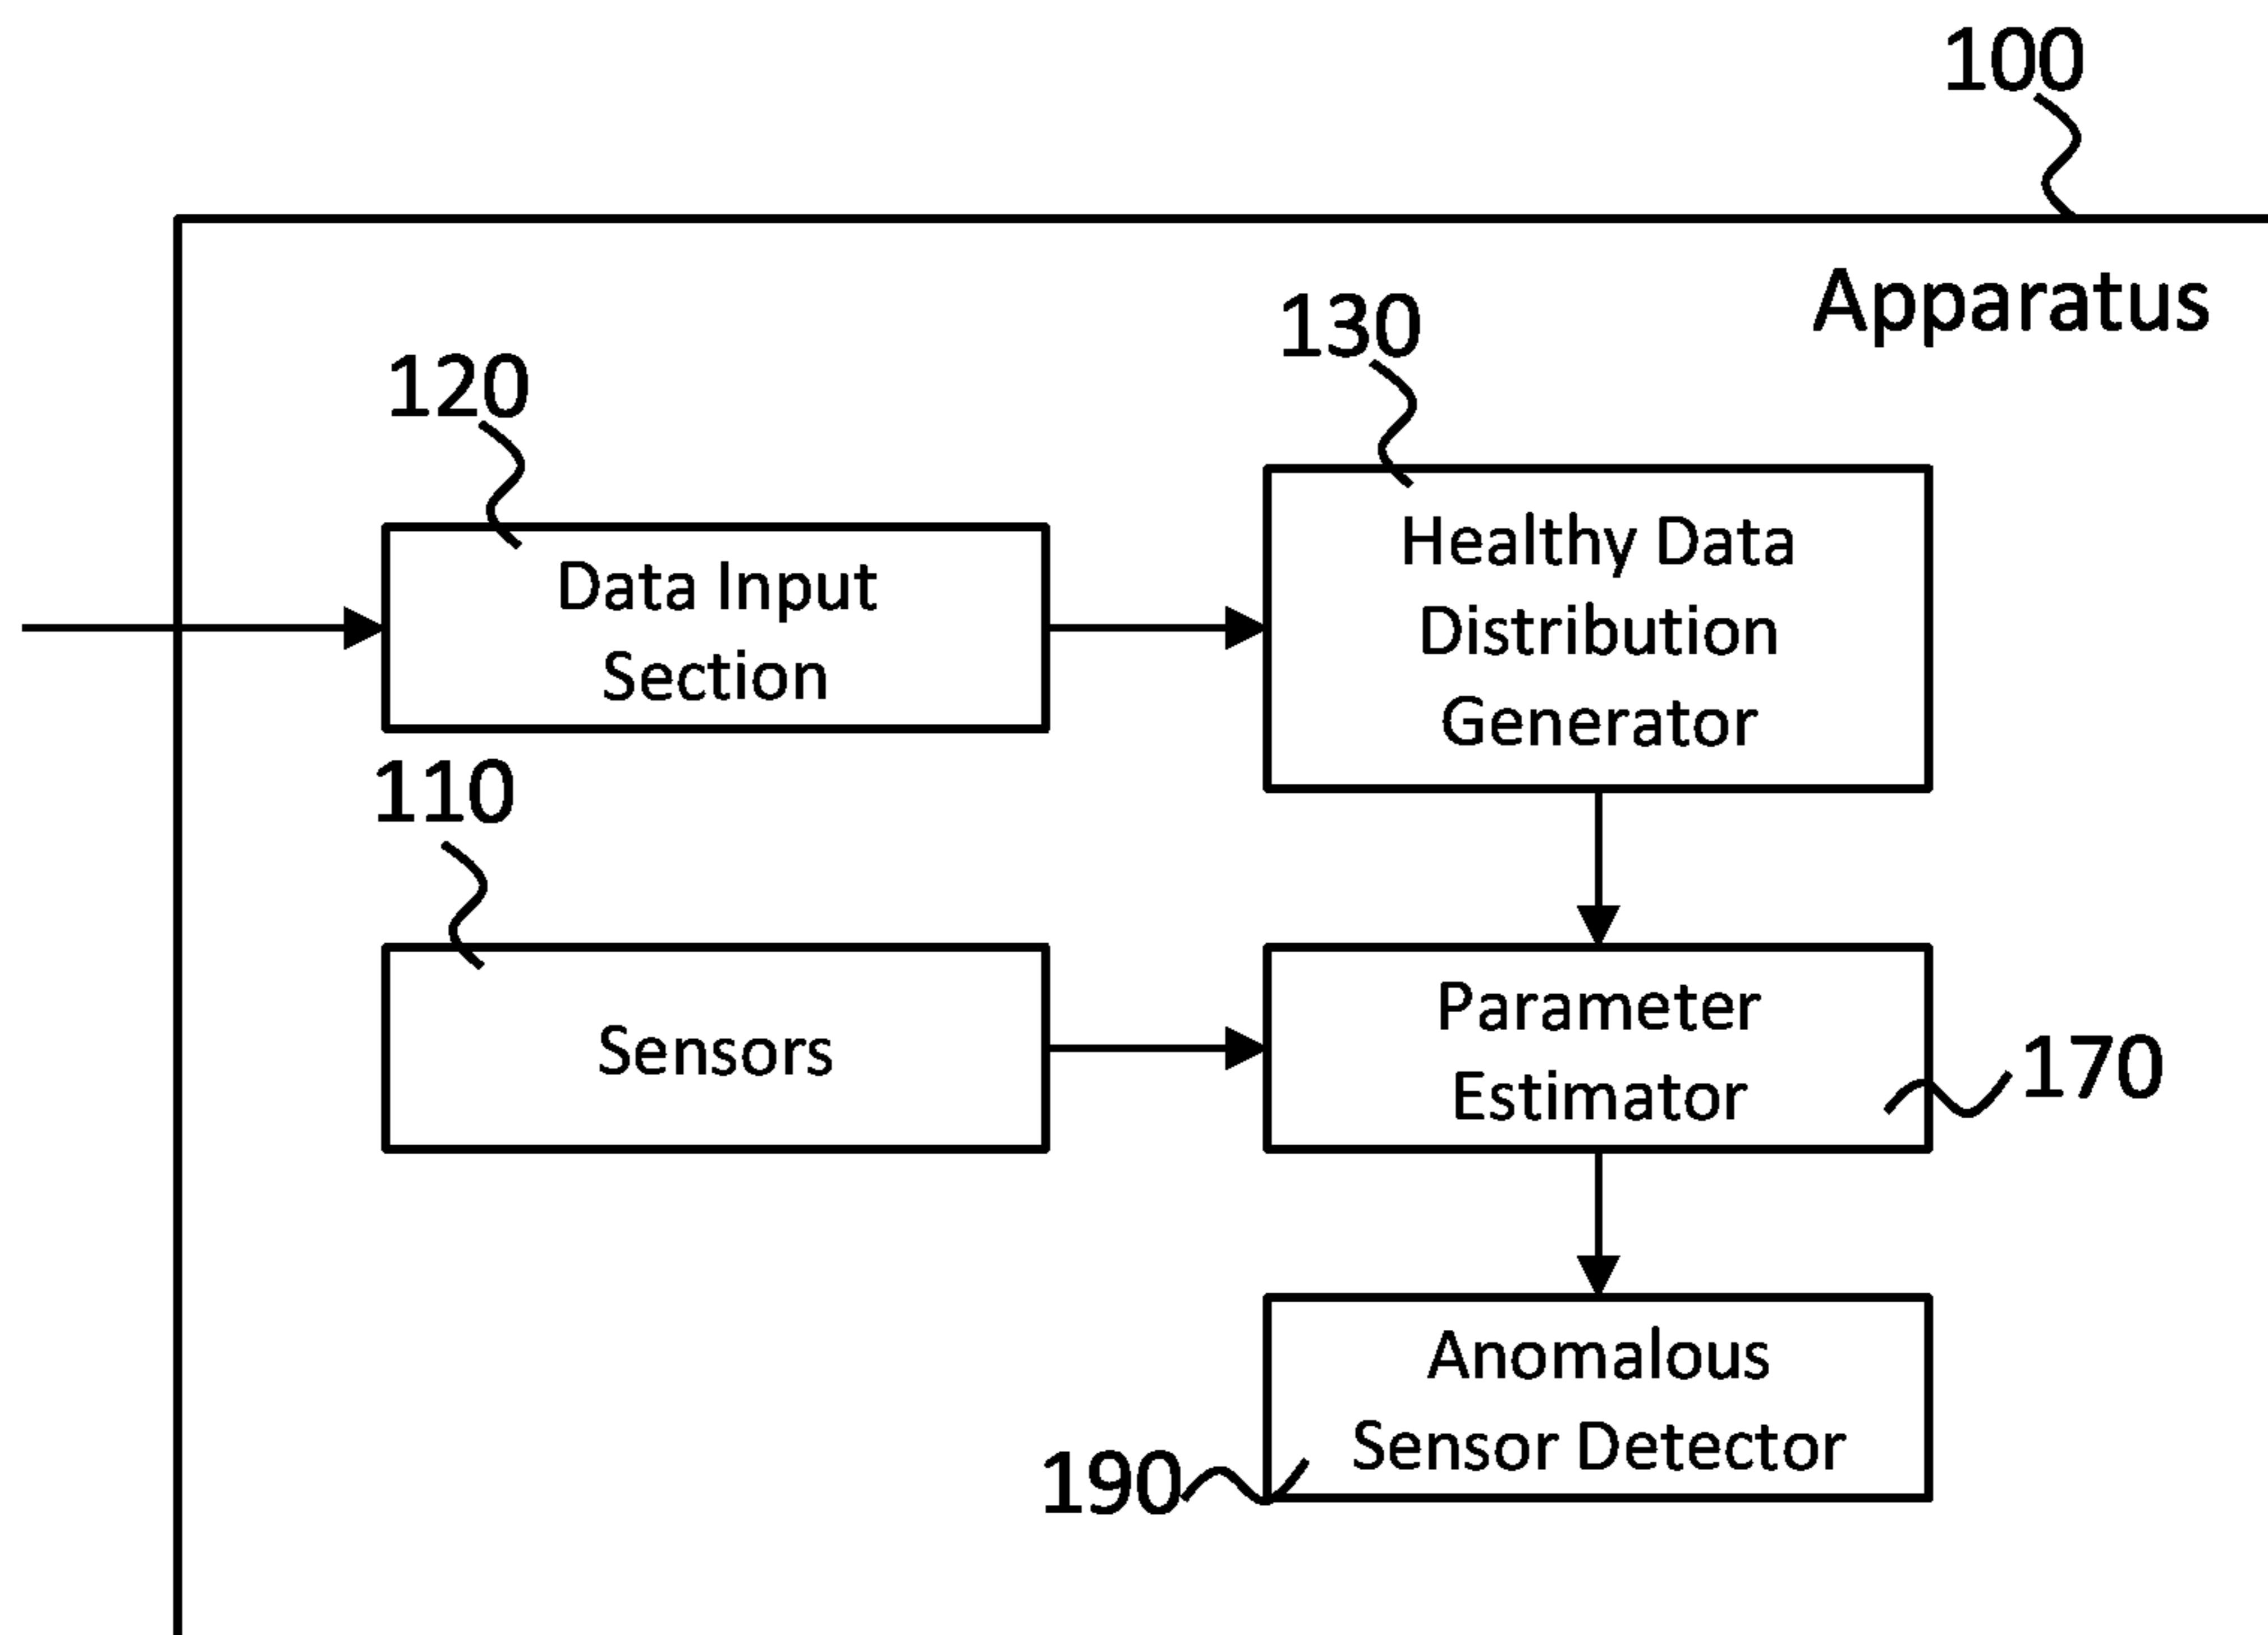 100
Apparatus
130
120
Healthy Data
Distribution
Generator
Data Input
Section
110
Sensors
Parameter
Estimator
170
Anomalous
Sensor Detector
190